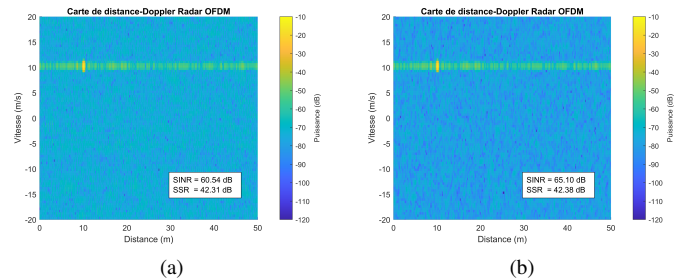 Carte de distance-Doppler Radar OFDM
20
15
10
5
0
-5
-10
-15
-20
Vitesse (m/s)
0 10 20 30 40 50
Distance (m)
SINR = 60.54 dB
SSR = 42.31 dB
-10
-20
-30
-40
-50
-60
-70
-80
-90
-100
-110
-120
Puissance (dB)
(a)
Carte de distance-Doppler Radar OFDM
20
15
10
5
0
-5
-10
-15
-20
Vitesse (m/s)
0 10 20 30 40 50
Distance (m)
SINR = 65.10 dB
SSR = 42.38 dB
-10
-20
-30
-40
-50
-60
-70
-80
-90
-100
-110
-120
Puissance (dB)
(b)